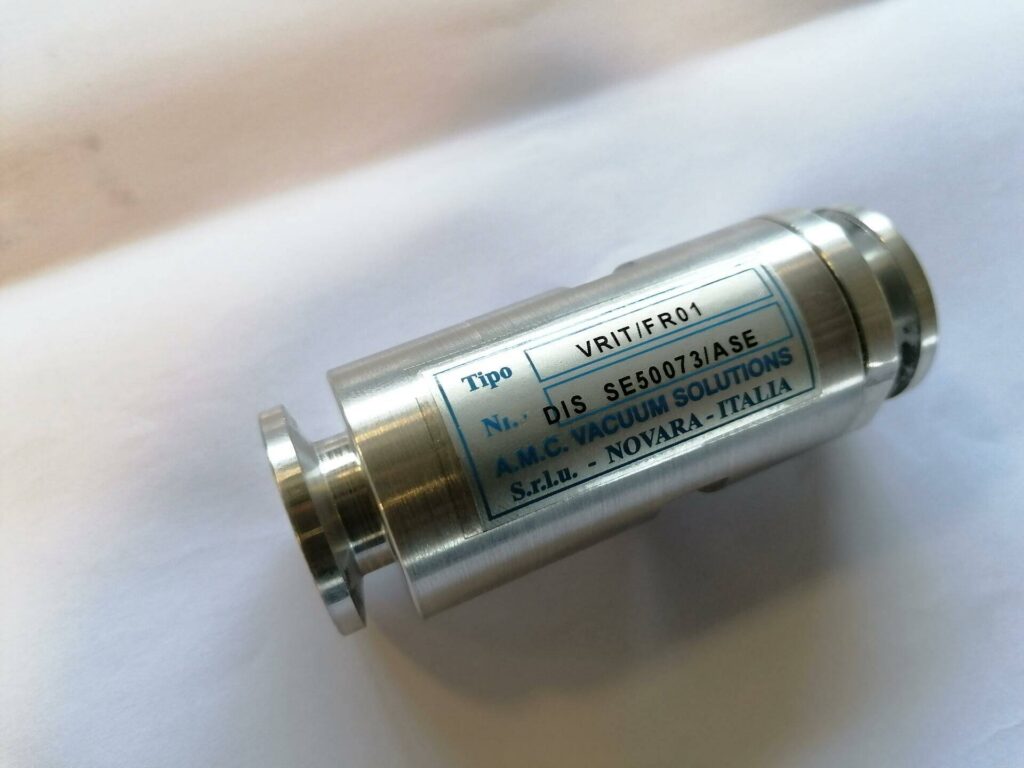 Tipo VRIT/FR01
Nr. DIS SE50073/ASE
A.M.C. VACUUM SOLUTIONS
S.r.l.u. - NOVARA - ITALIA